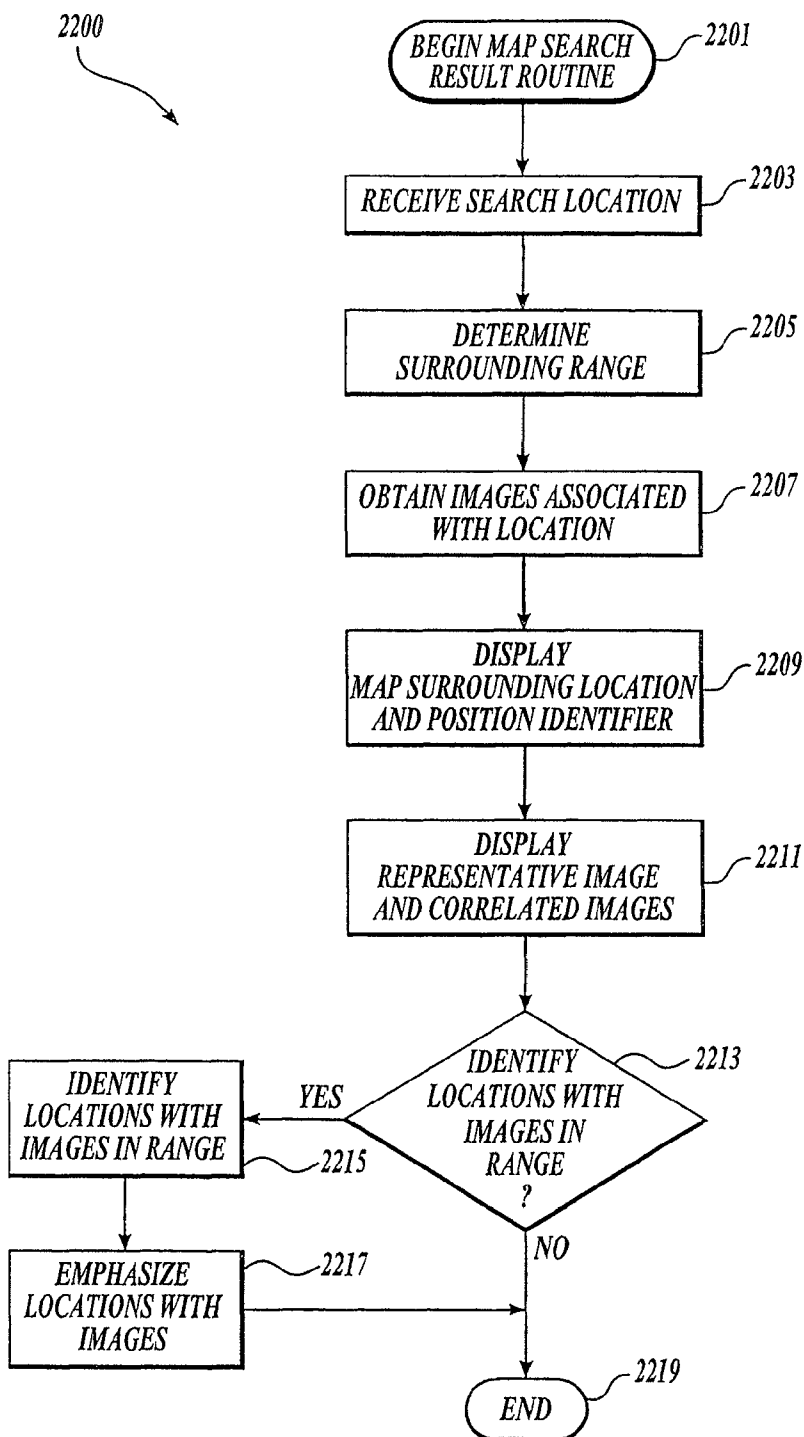 2200
BEGIN MAP SEARCH
RESULT ROUTINE
2201
RECEIVE SEARCH LOCATION
2203
DETERMINE
SURROUNDING RANGE
2205
OBTAIN IMAGES ASSOCIATED
WITH LOCATION
2207
DISPLAY
MAP SURROUNDING LOCATION
AND POSITION IDENTIFIER
2209
DISPLAY
REPRESENTATIVE IMAGE
AND CORRELATED IMAGES
2211
IDENTIFY
LOCATIONS WITH
IMAGES IN
RANGE
?
2213
YES
IDENTIFY
LOCATIONS WITH
IMAGES IN RANGE
2215
EMPHASIZE
LOCATIONS WITH
IMAGES
2217
NO
END
2219